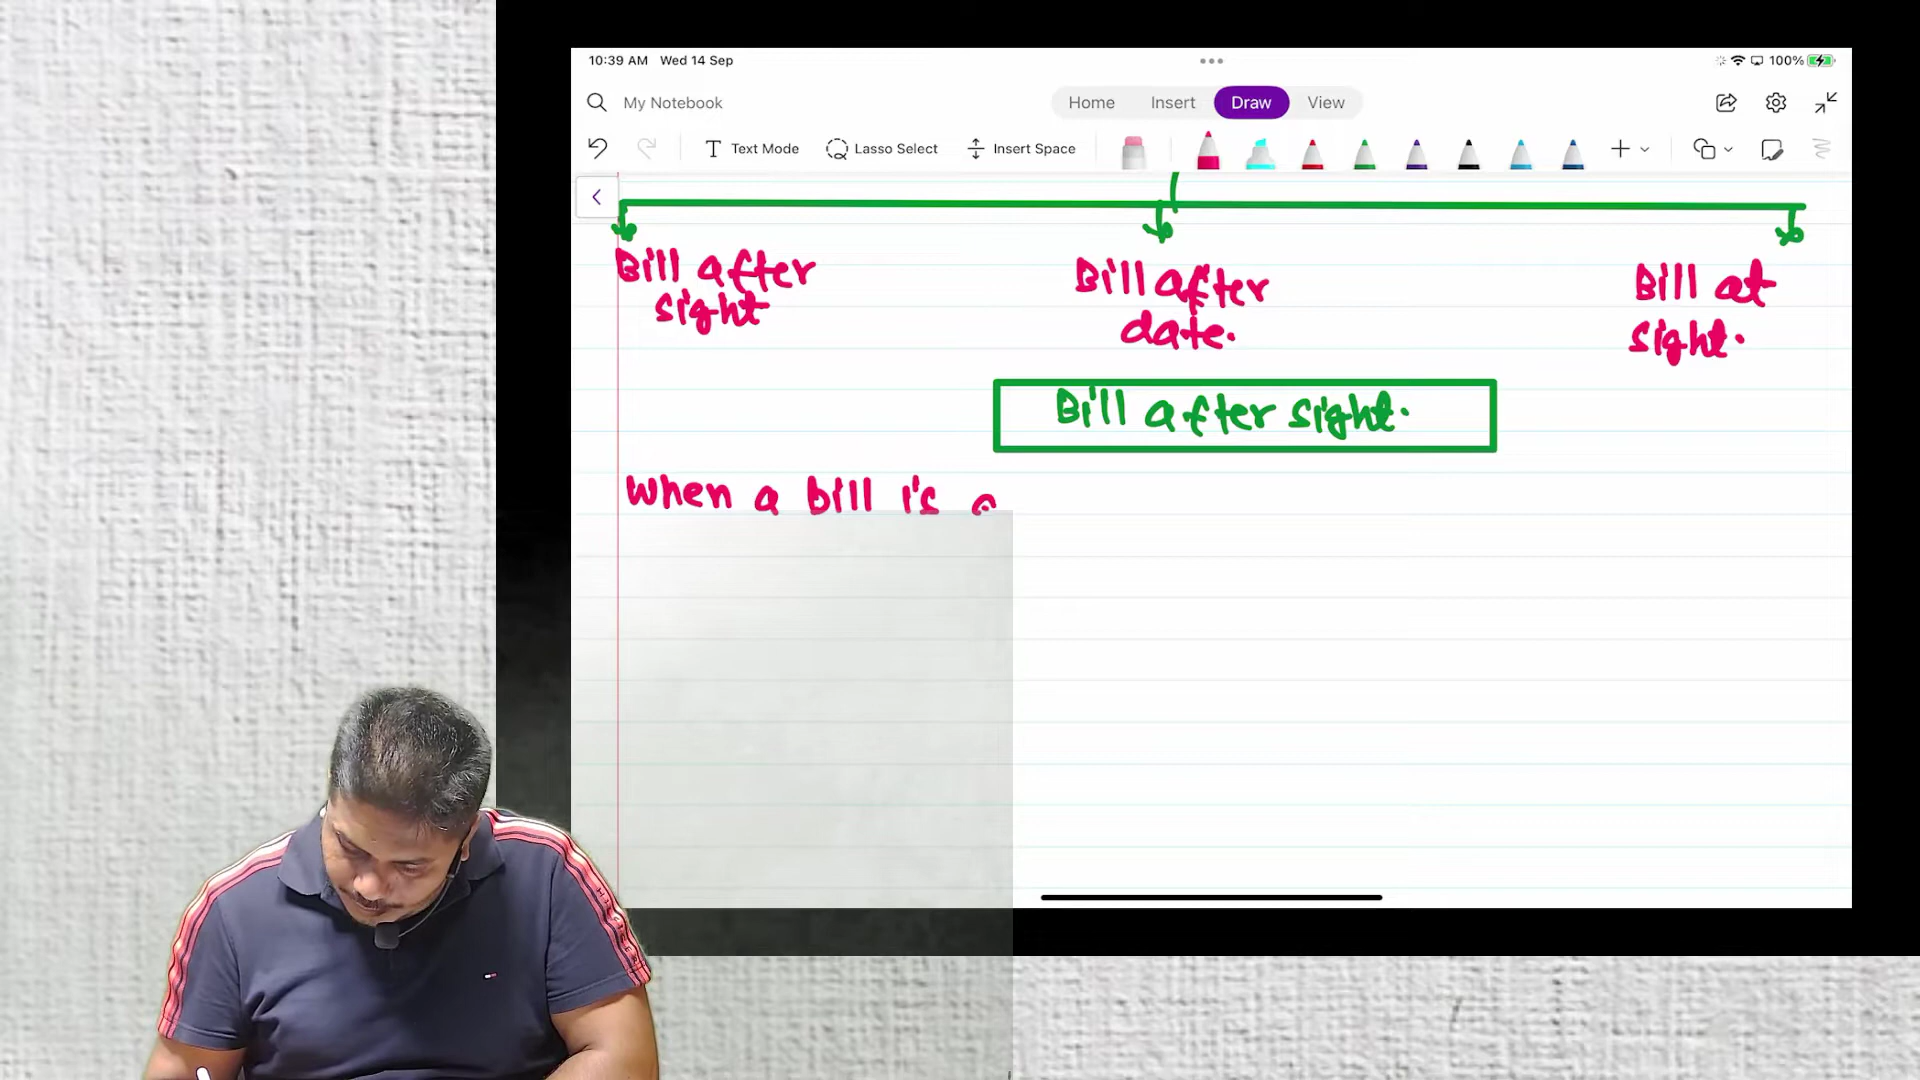 10:39 AM Wed 14 Sep
100%
My Notebook
Home Insert Draw View
Text Mode Lasso Select Insert Space
Bill after sight
Bill after date.
Bill at sight.
Bill after sight.
When a bill is